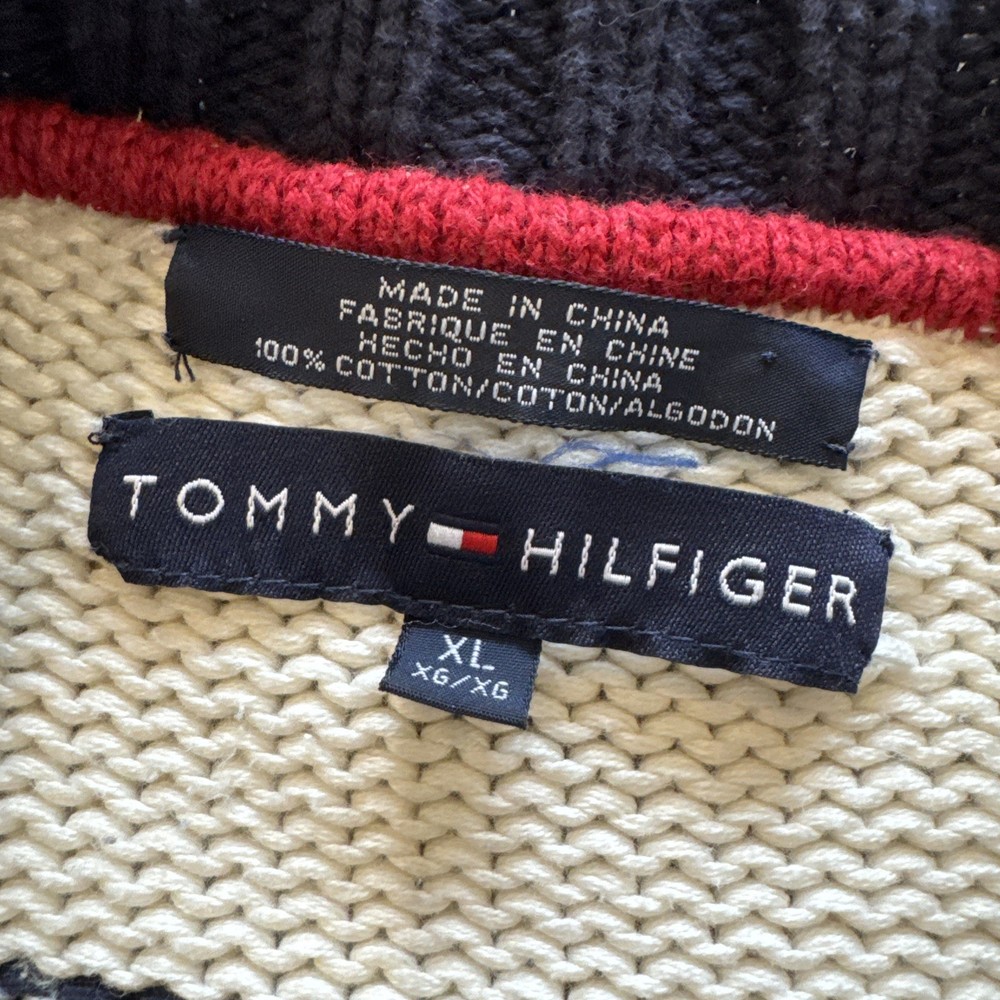 MADE IN CHINA
FABRIQUE EN CHINE
HECHO EN CHINA
100% COTTON/COTON/ALGODON
TOMMY HILFIGER
XL
XG/XG